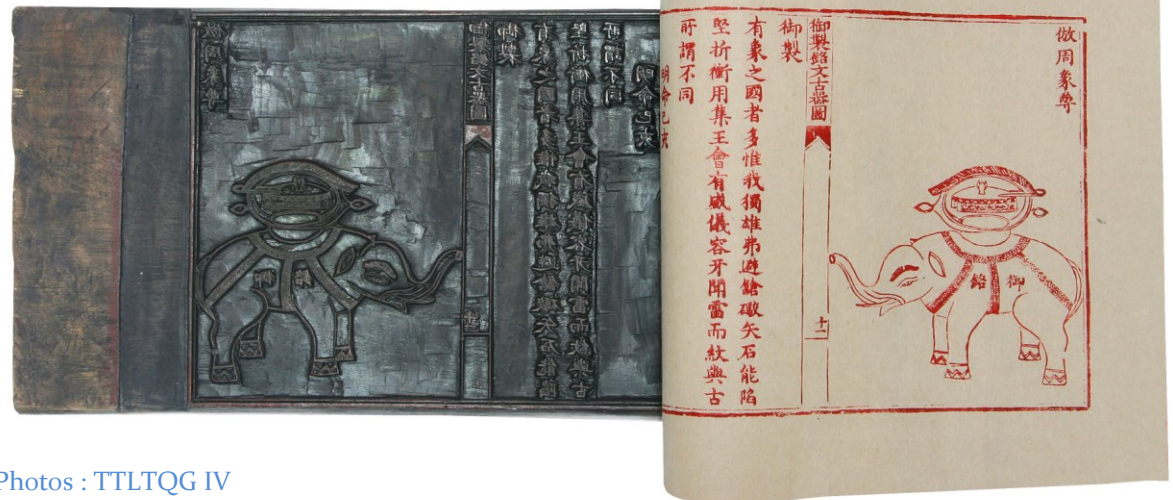 倣周象尊
御銘
御製銘文古器圖
十一
御製
有象之國者多惟我獨雄弗避鎗礮矢石能陷
堅折衝用集王會有威儀容牙聞雷而紋與古
所謂不同
明命己亥
Photos : TTLTQG IV